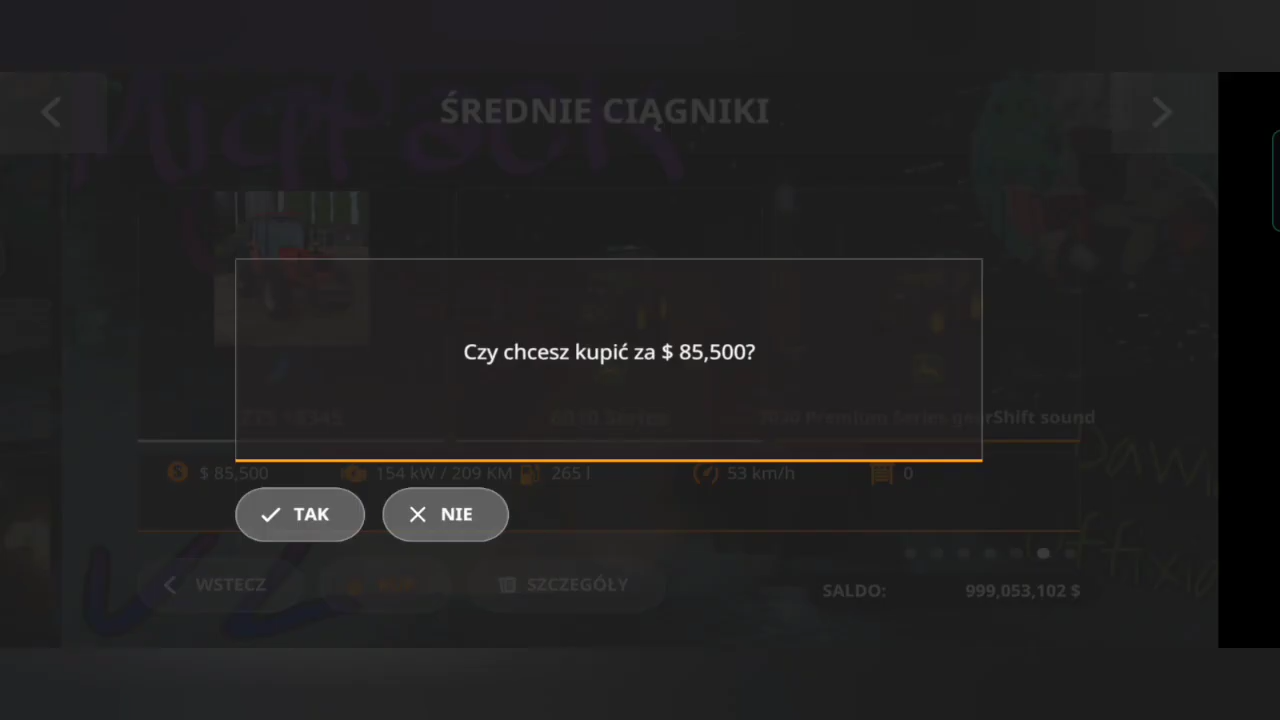 ŚREDNIE CIĄGNIKI
Czy chcesz kupić za $ 85,500?
6030 Series
7030 Premium Series gearShift sound
$ 85,500
154 kW / 209 KM
265 l
53 km/h
0
TAK
NIE
WSTECZ
SZCZEGÓŁY
SALDO:
999,053,102 $